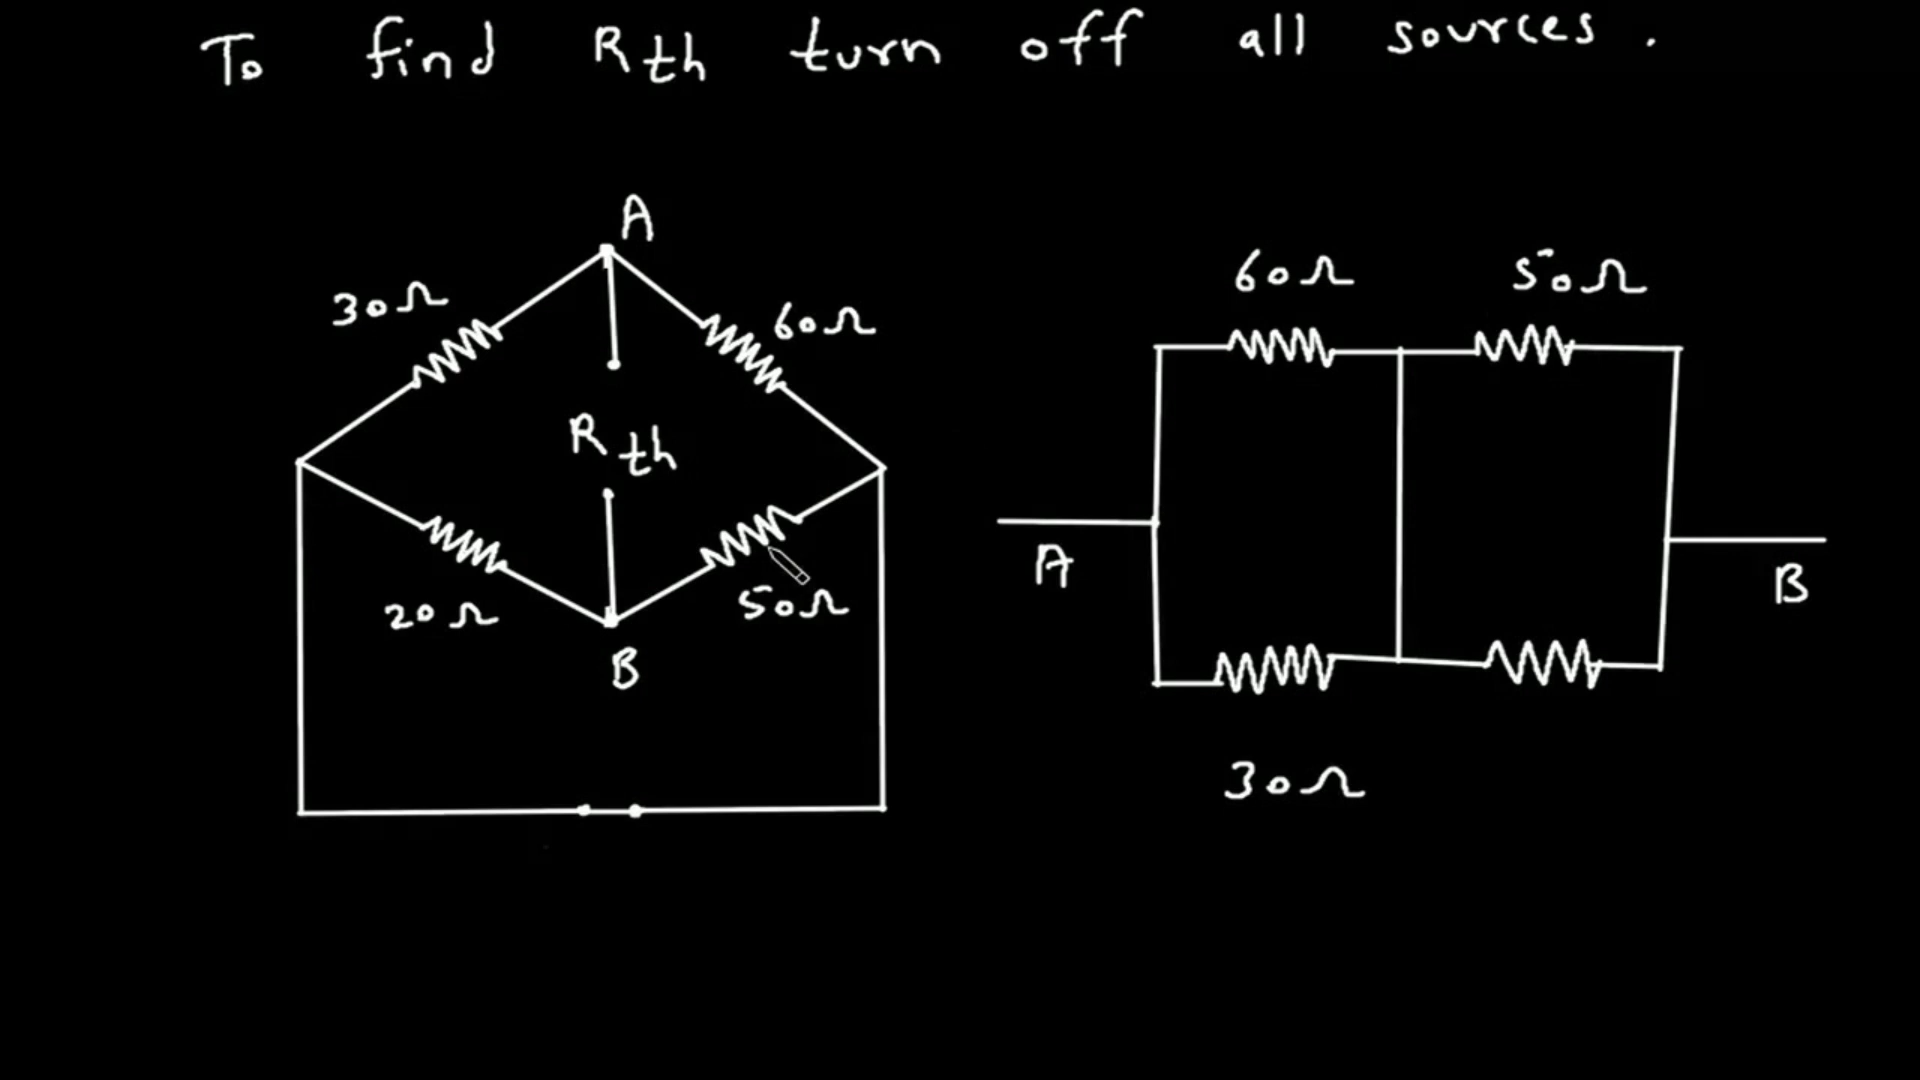 To find Rth turn off all sources.
A
30Ω
60Ω
Rth
20Ω
50Ω
B
60Ω 50Ω
A
B
30Ω